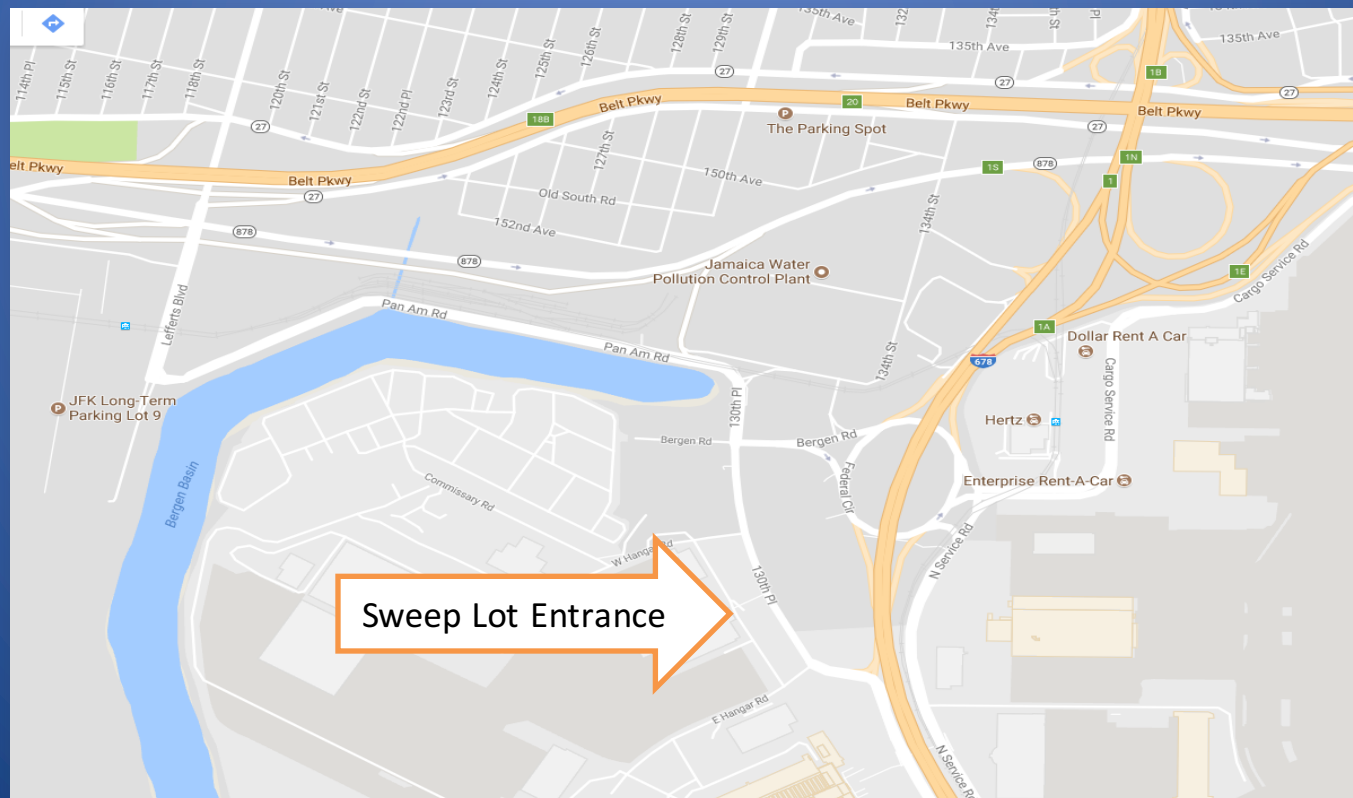 135th Ave
132
134t
Pl
134th St
135th Ave
135th Ave
114th Pl
115th St
116th St
117th St
118th St
120th St
121st St
122nd St
122nd Pl
123rd St
124th St
125th St
126th St
128th St
129th St
27
27
27
1B
Belt Pkwy
20
Belt Pkwy
Belt Pkwy
18B
The Parking Spot
27
27
127th St
elt Pkwy
Belt Pkwy
27
150th Ave
1S
878
1N
1
Old South Rd
152nd Ave
134th St
878
878
Jamaica Water
Pollution Control Plant
1E
Cargo Service Rd
Lefferts Blvd
Pan Am Rd
Pan Am Rd
134th St
1A
678
Dollar Rent A Car
Cargo Service Rd
JFK Long-Term
Parking Lot 9
130th Pl
Hertz
Bergen Rd
Bergen Rd
Federal Cir
Enterprise Rent-A-Car
Bergen Basin
Commissary Rd
W Hangar Rd
N Service Rd
130th Pl
Sweep Lot Entrance
E Hangar Rd
N Service Rd